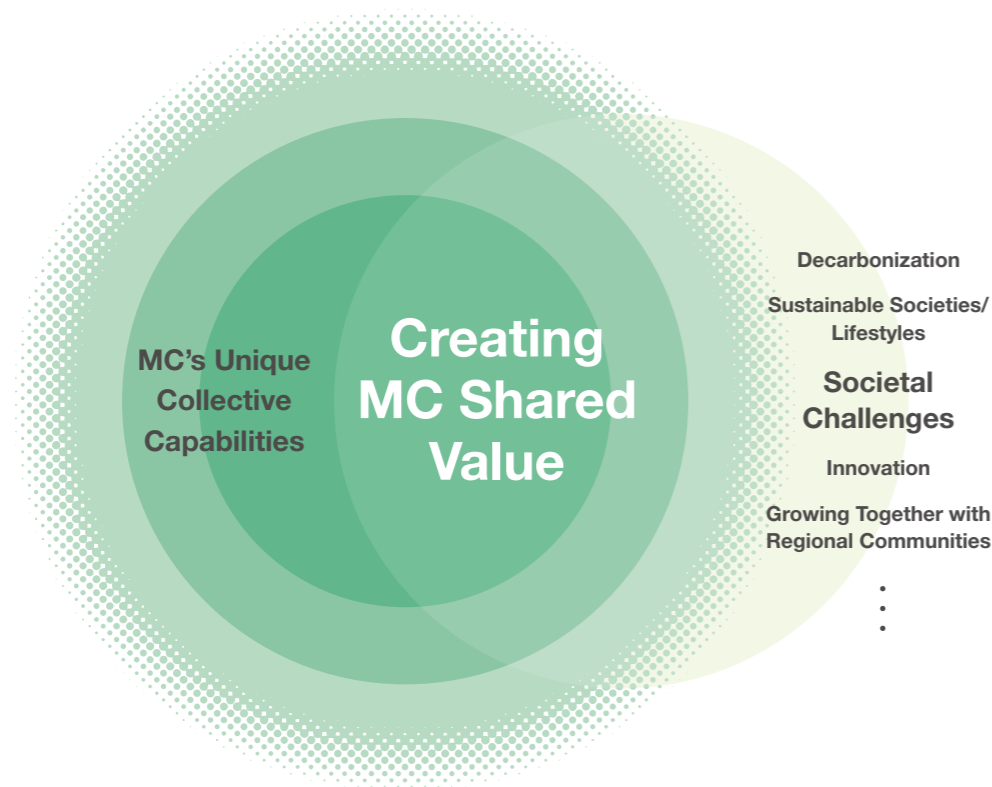 MC’s Unique
Collective
Capabilities
Creating
MC Shared
Value
Decarbonization
Sustainable Societies/
Lifestyles
Societal
Challenges
Innovation
Growing Together with
Regional Communities